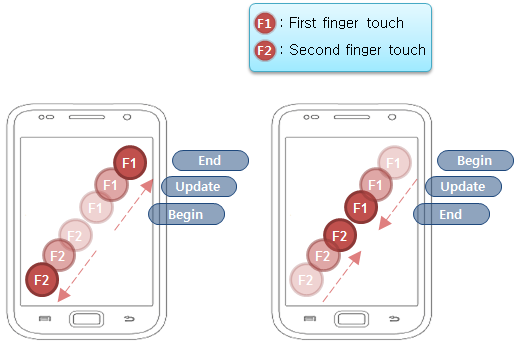 F1 : First finger touch
F2 : Second finger touch
F1
End
F1
Update
F1
Begin
F2
F2
F2
F1
Begin
F1
Update
F1
End
F2
F2
F2